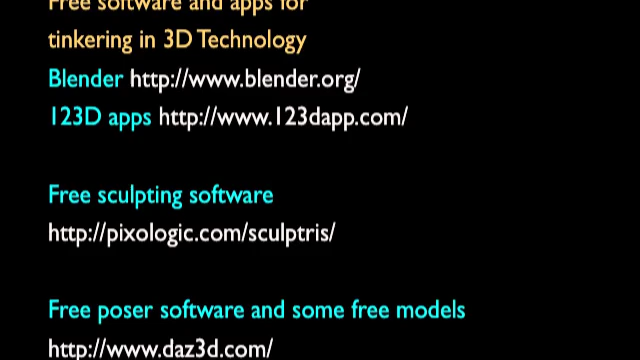 Free software and apps for
tinkering in 3D Technology
Blender http://www.blender.org/
123D apps http://www.123dapp.com/
Free sculpting software
http://pixologic.com/sculptris/
Free poser software and some free models
http://www.daz3d.com/